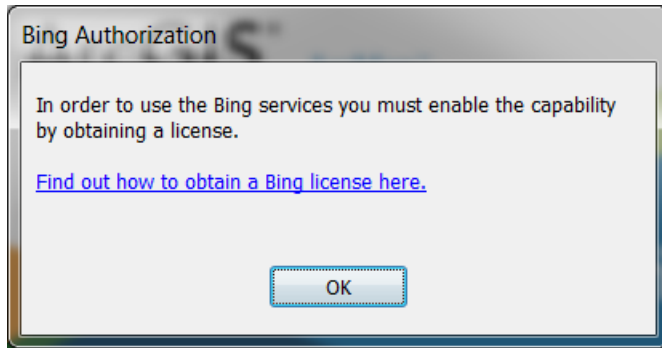 Bing Authorization
In order to use the Bing services you must enable the capability
by obtaining a license.
Find out how to obtain a Bing license here.
OK